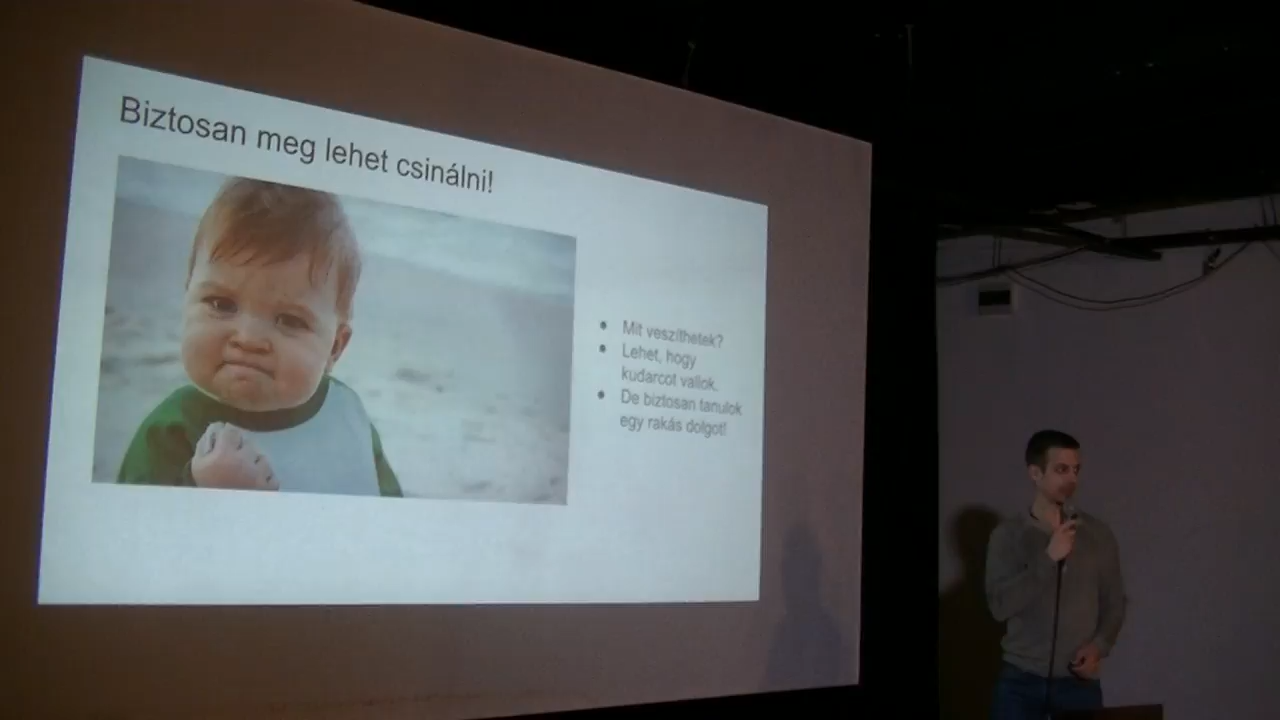 Biztosan meg lehet csinálni!
Mit veszíthetek?
Lehet, hogy
kudarcot vallok.
De biztosan tanulok
egy rakás dolgot!